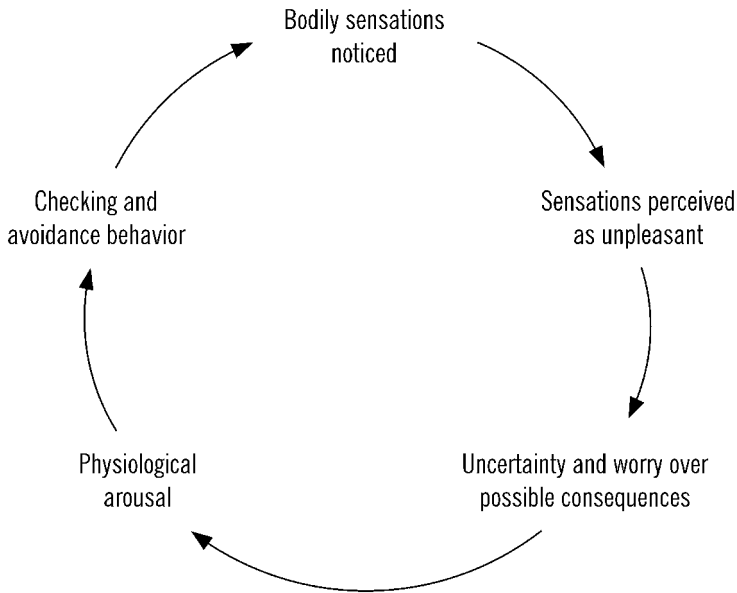 Bodily sensations
noticed
Sensations perceived
as unpleasant
Uncertainty and worry over
possible consequences
Physiological
arousal
Checking and
avoidance behavior